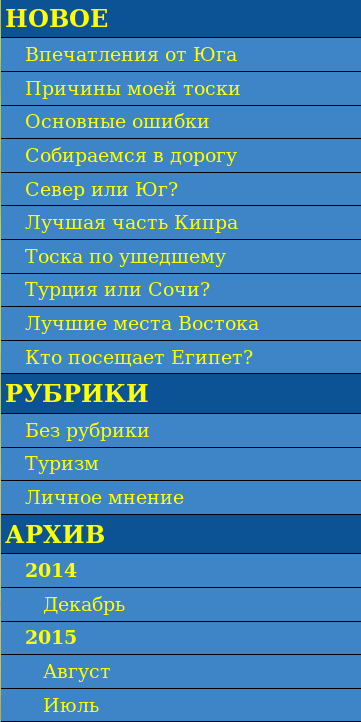 НОВОЕ
Впечатления от Юга
Причины моей тоски
Основные ошибки
Собираемся в дорогу
Север или Юг?
Лучшая часть Кипра
Тоска по ушедшему
Турция или Сочи?
Лучшие места Востока
Кто посещает Египет?
РУБРИКИ
Без рубрики
Туризм
Личное мнение
АРХИВ
2014
Декабрь
2015
Август
Июль